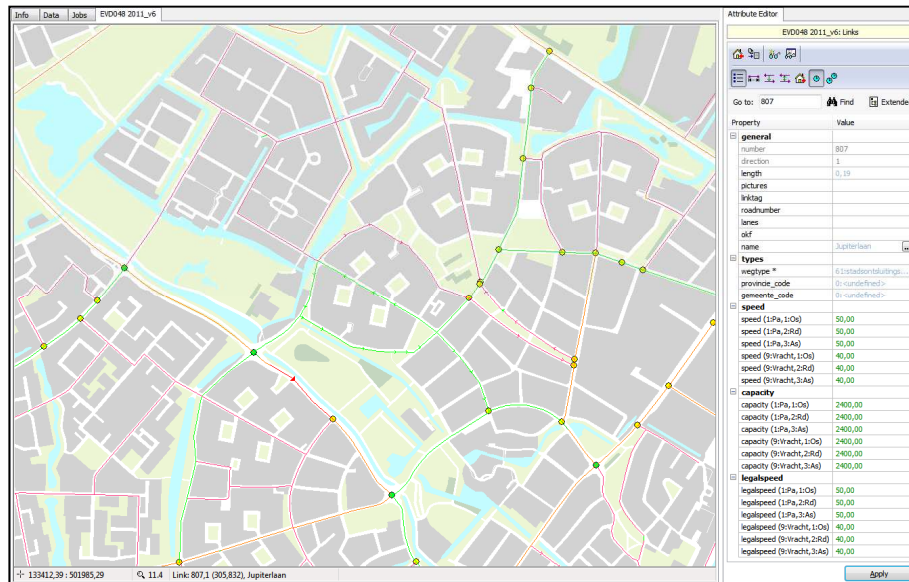 Info Data Jobs EVD048 2011_v6
Attribute Editor
EVD048 2011_v6: Links
Go to: 807 Find Extende
Property Value
general
number 807
direction 1
length 0,19
pictures
linktag
roadnumber
lanes
okf
name Jupiterlaan ...
types
wegtype * 61:stadsontsluitings...
provincie_code 0:<undefined>
gemeente_code 0:<undefined>
speed
speed (1:Pa,1:Os) 50,00
speed (1:Pa,2:Rd) 50,00
speed (1:Pa,3:As) 50,00
speed (9:Vracht,1:Os) 40,00
speed (9:Vracht,2:Rd) 40,00
speed (9:Vracht,3:As) 40,00
capacity
capacity (1:Pa,1:Os) 2400,00
capacity (1:Pa,2:Rd) 2400,00
capacity (1:Pa,3:As) 2400,00
capacity (9:Vracht,1:Os) 2400,00
capacity (9:Vracht,2:Rd) 2400,00
capacity (9:Vracht,3:As) 2400,00
legalspeed
legalspeed (1:Pa,1:Os) 50,00
legalspeed (1:Pa,2:Rd) 50,00
legalspeed (1:Pa,3:As) 50,00
legalspeed (9:Vracht,1:Os) 40,00
legalspeed (9:Vracht,2:Rd) 40,00
legalspeed (9:Vracht,3:As) 40,00
133412,39 : 501985,29 11.4 Link: 807,1 (305,832), Jupiterlaan
Apply